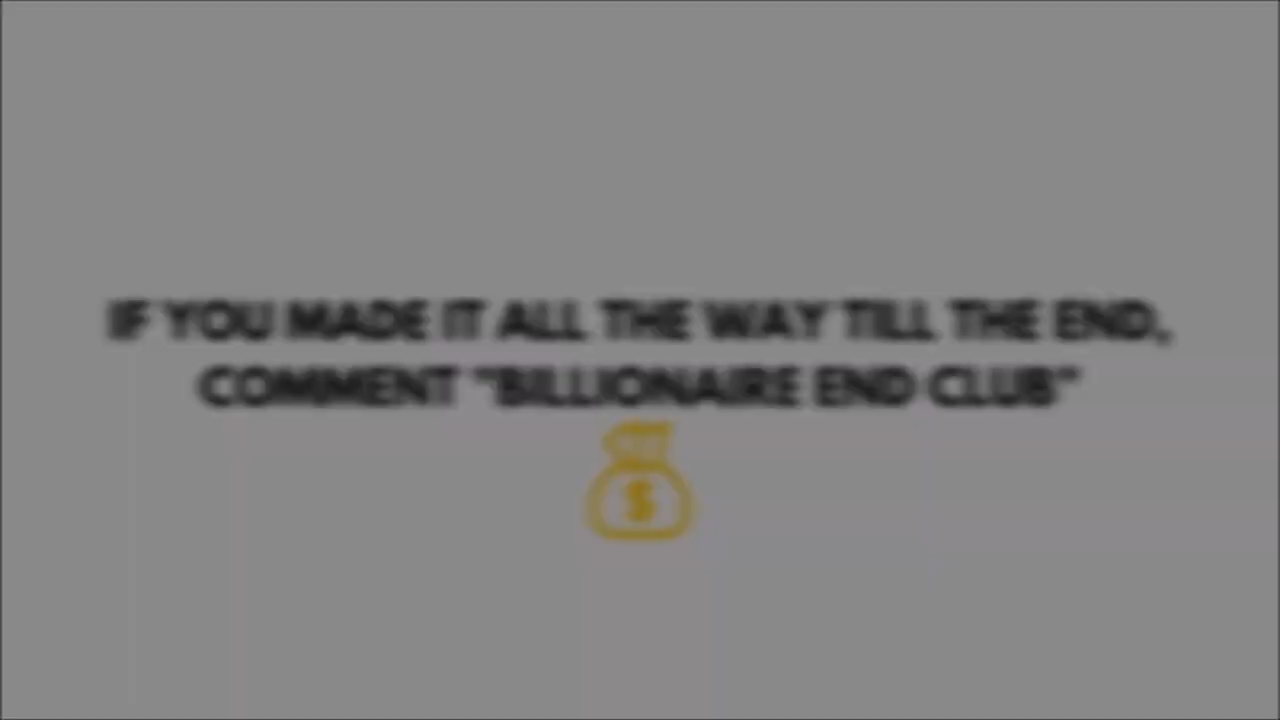 IF YOU MADE IT ALL THE WAY TILL THE END,
COMMENT "BILLIONAIRE END CLUB"
$